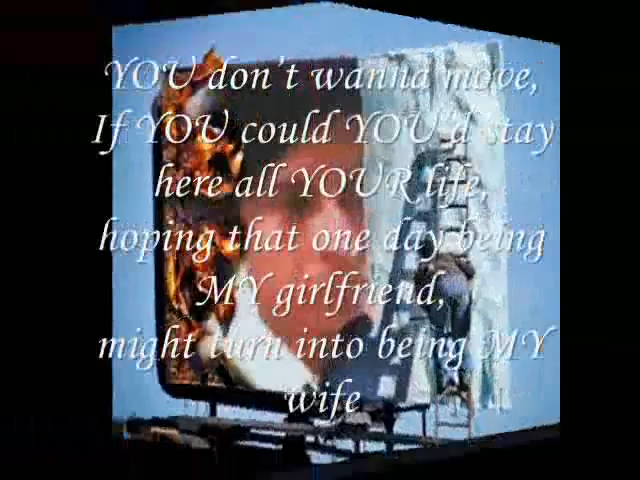 YOU don't wanna move,
If YOU could YOU'd stay
here all YOUR life,
hoping that one day being
MY girlfriend,
might turn into being MY
wife